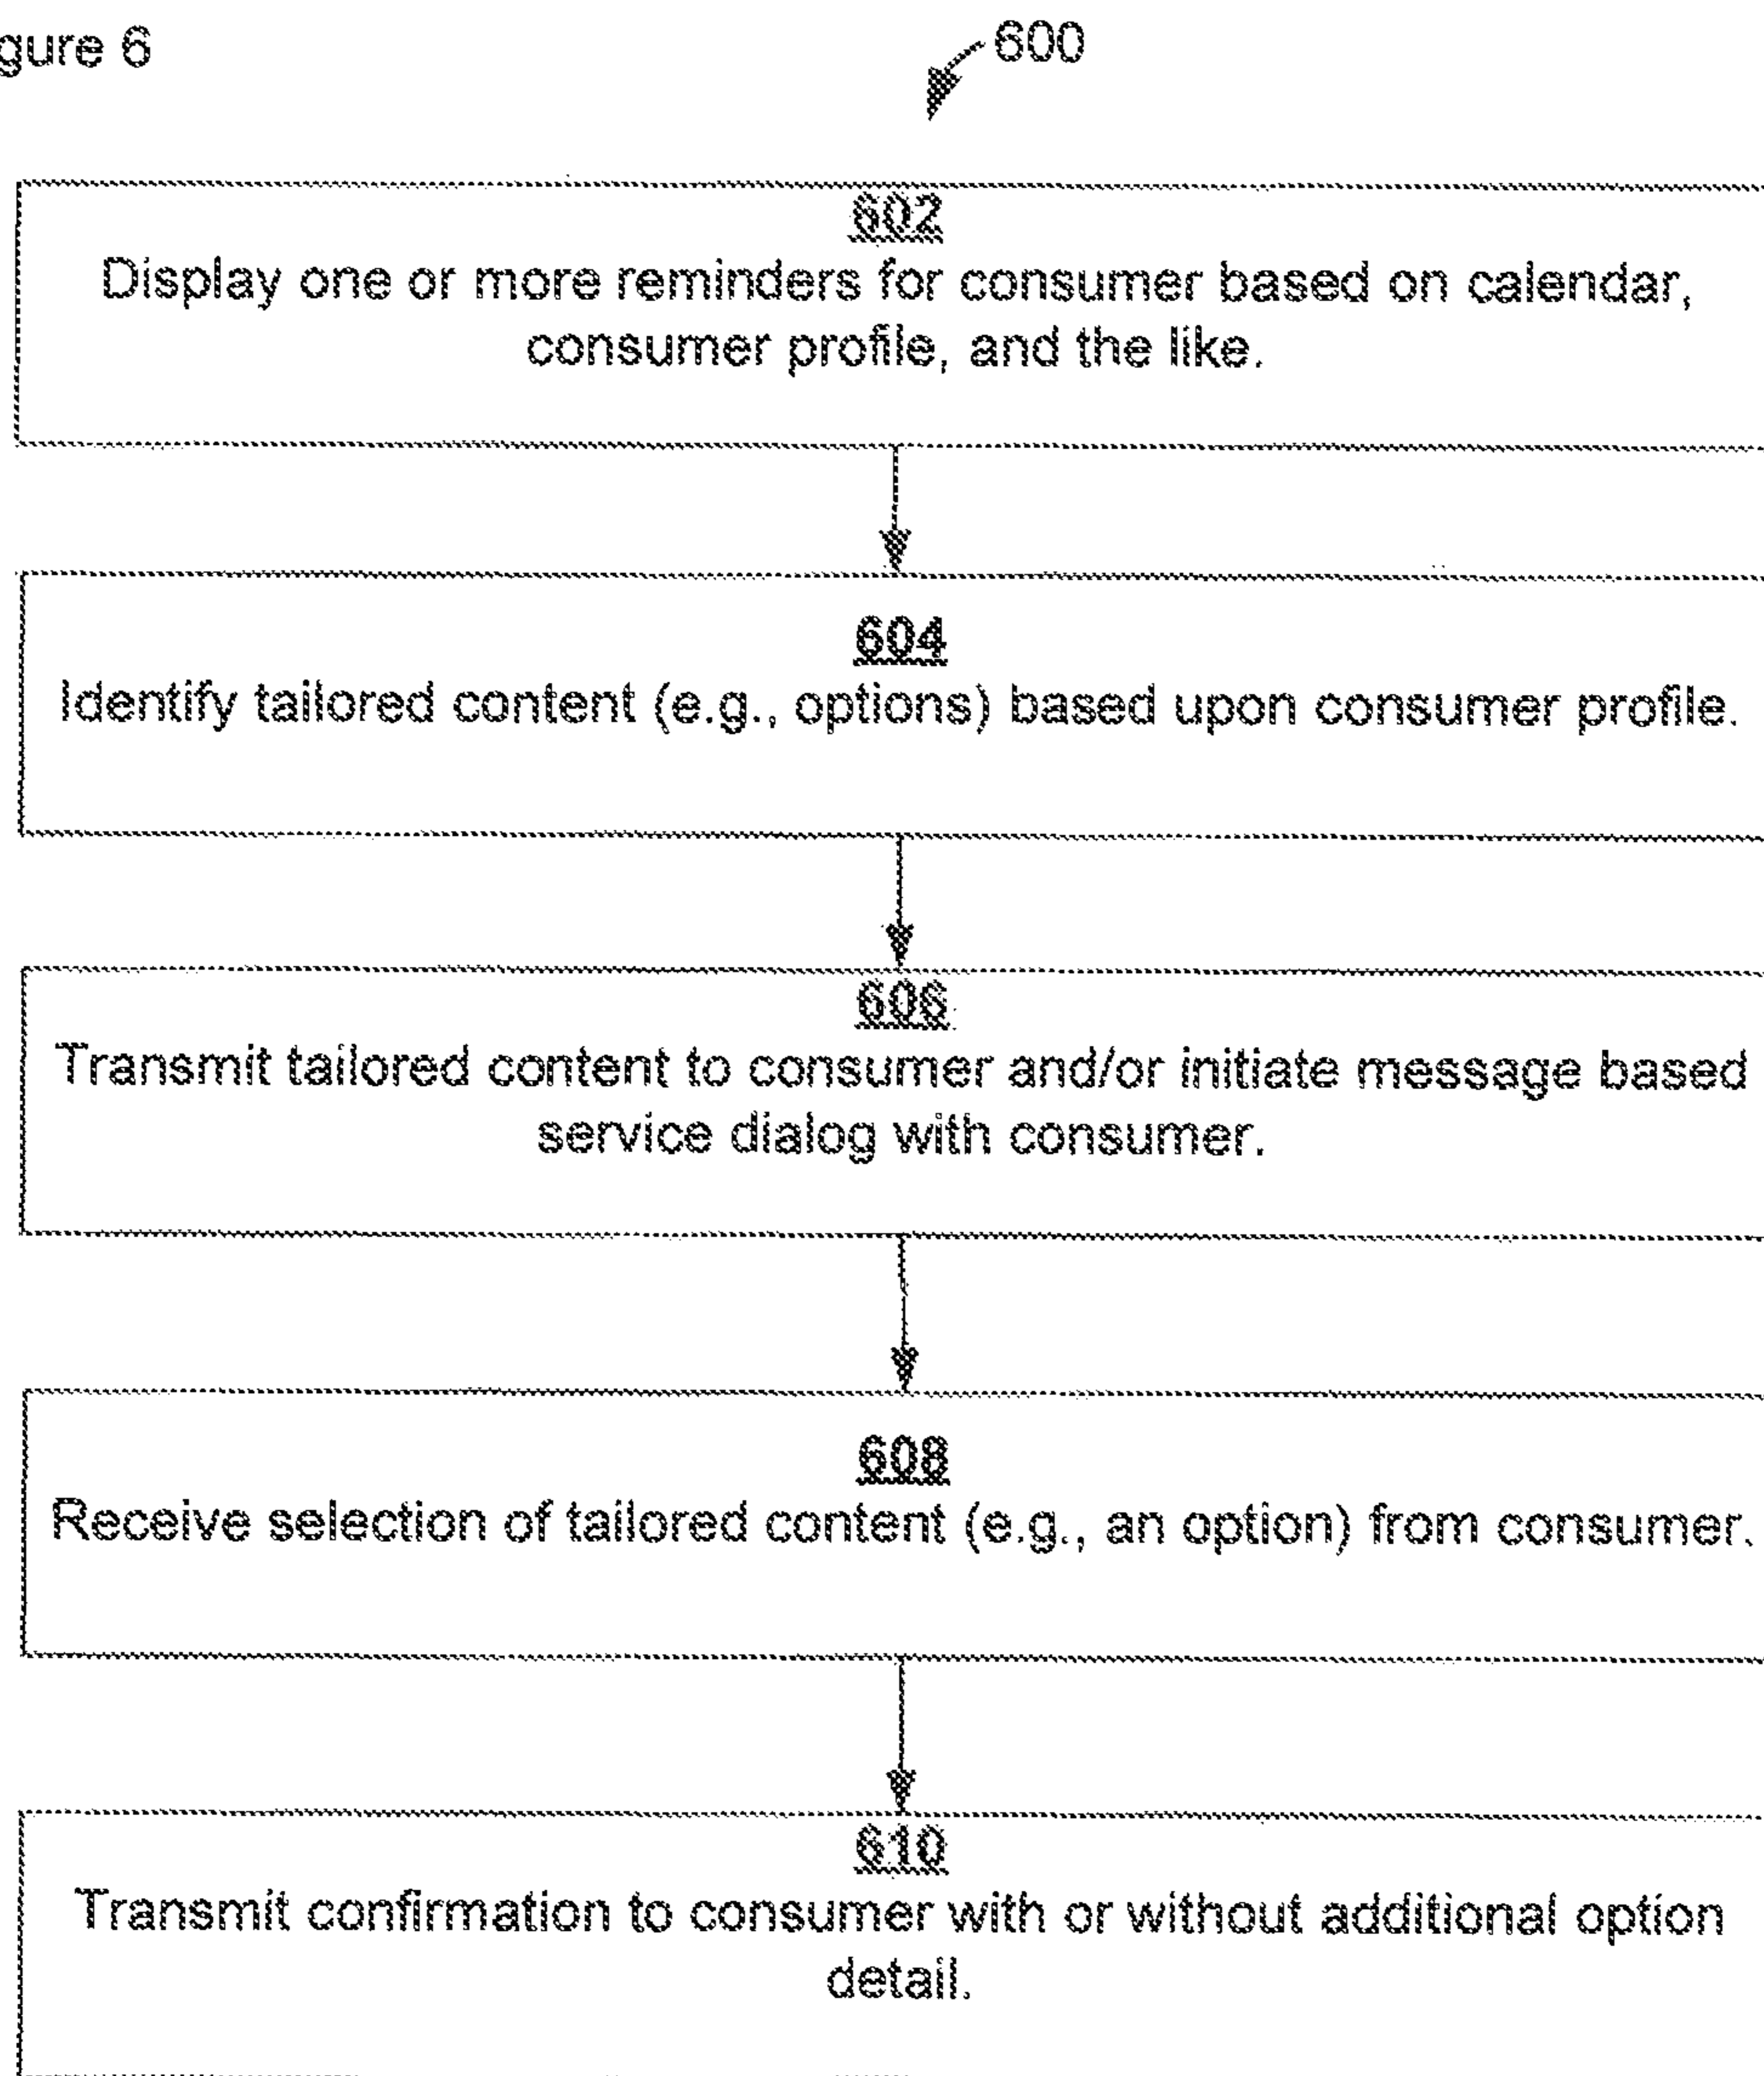 gure 6
600
602
Display one or more reminders for consumer based on calendar,
consumer profile, and the like.
604
Identify tailored content (e.g., options) based upon consumer profile.
606
Transmit tailored content to consumer and/or initiate message based
service dialog with consumer.
608
Receive selection of tailored content (e.g., an option) from consumer.
610
Transmit confirmation to consumer with or without additional option
detail.